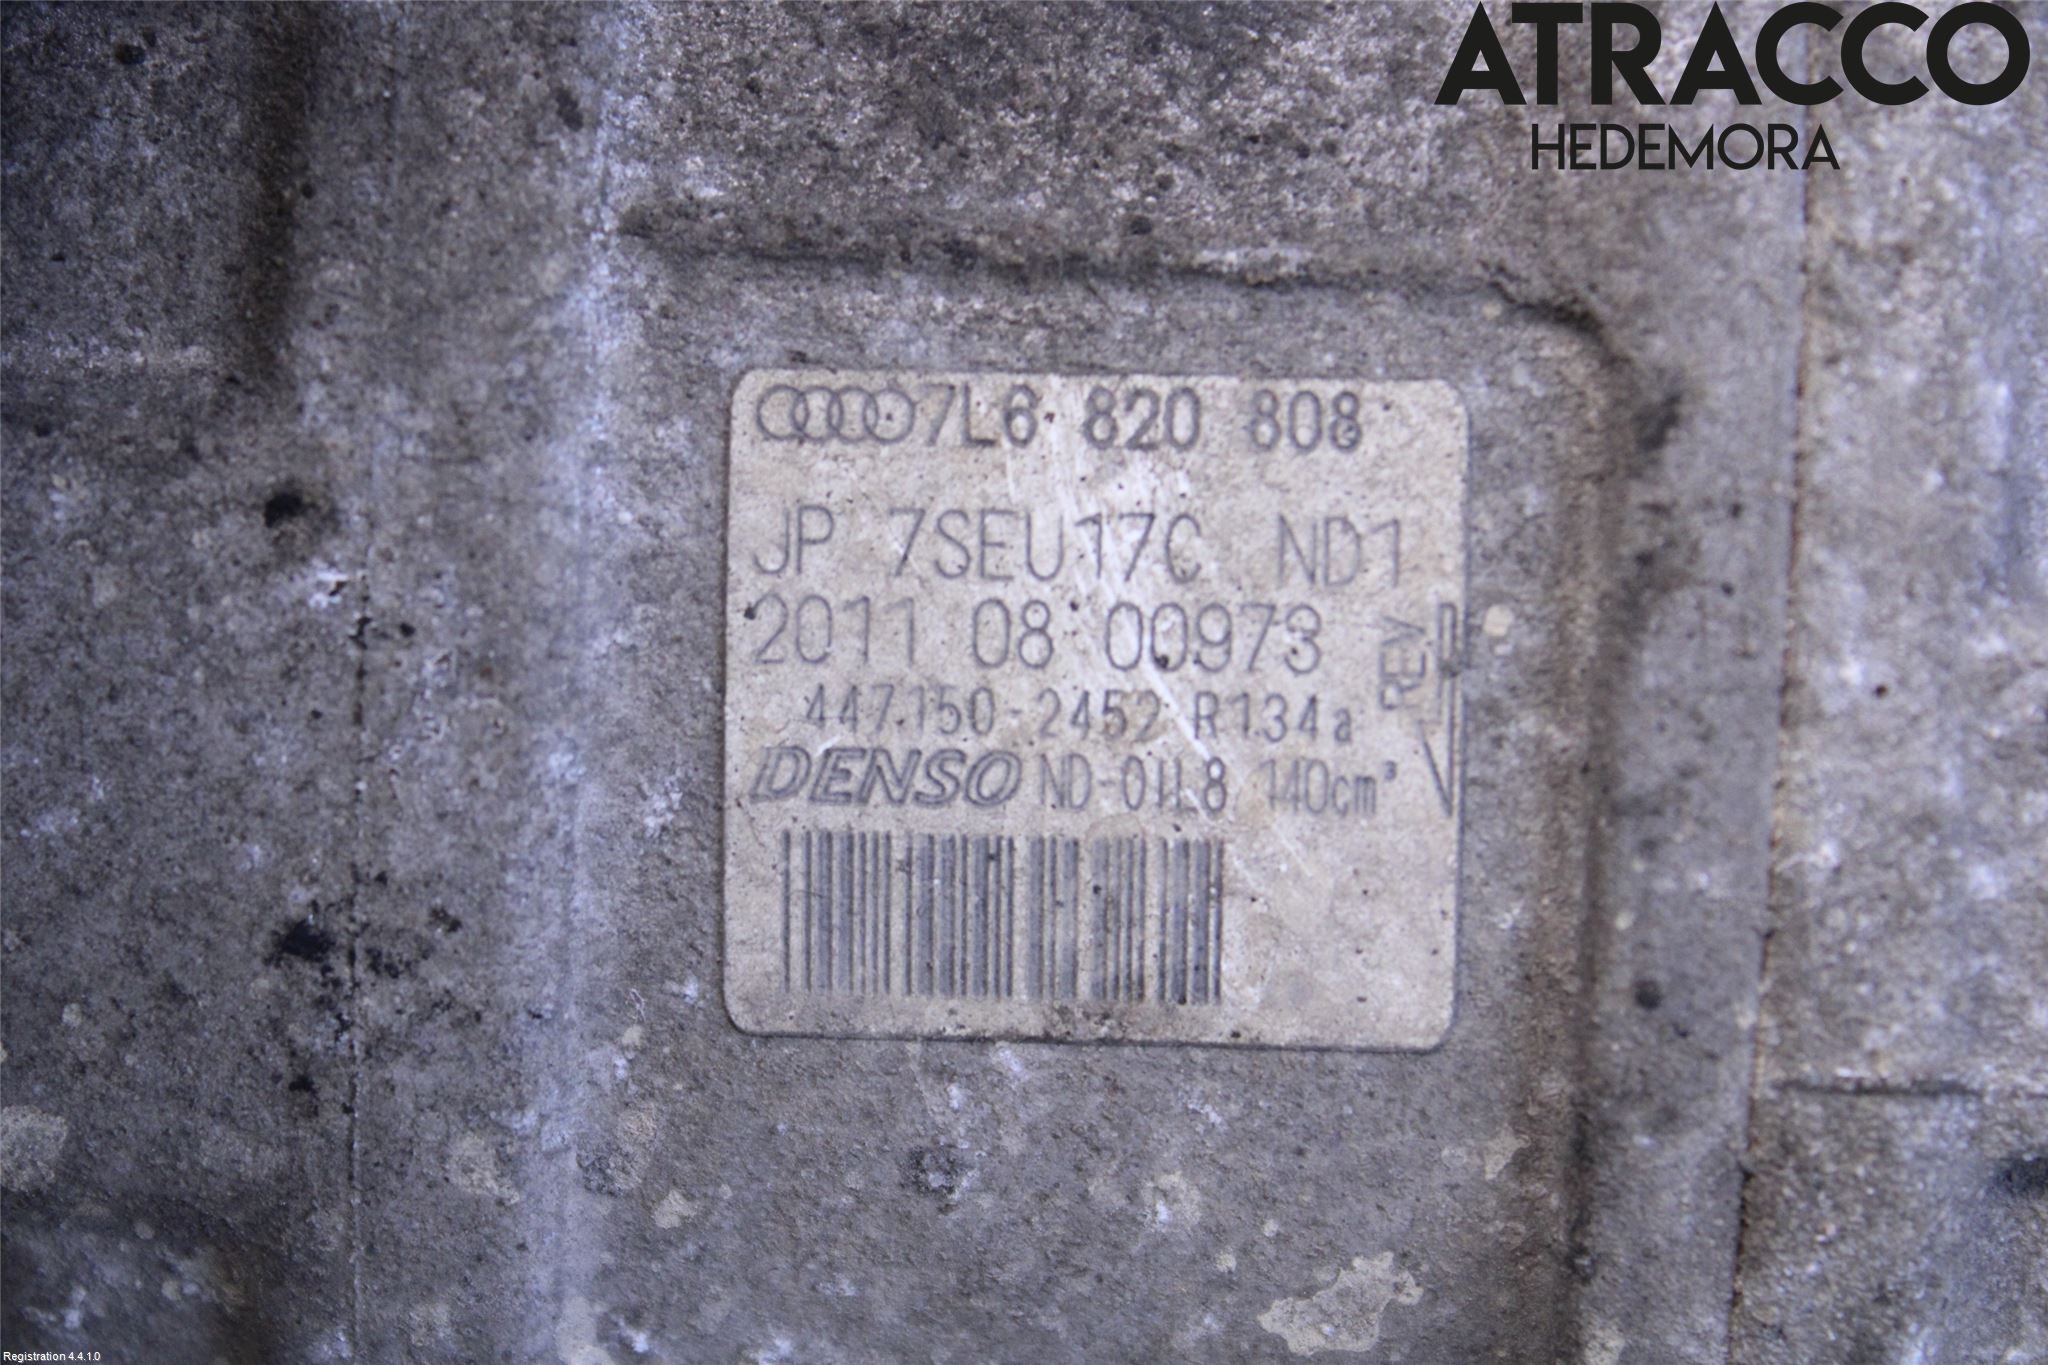 ATRACCO
HEDEMORA
7L6 820 808
JP 7SEU17C ND1
2011 08 00973
REV
447150-2452 R134a
DENSO ND-OIL8 140cm³
Registration 4.4.1.0